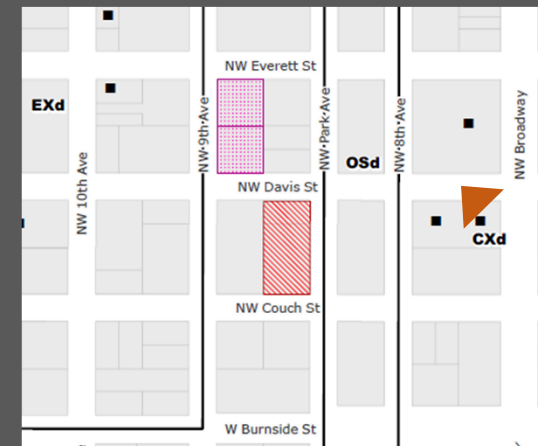 NW Everett St
EXd
NW 9th Ave
NW Park Ave
NW 8th Ave
NW Broadway
OSd
NW 10th Ave
NW Davis St
CXd
NW Couch St
W Burnside St